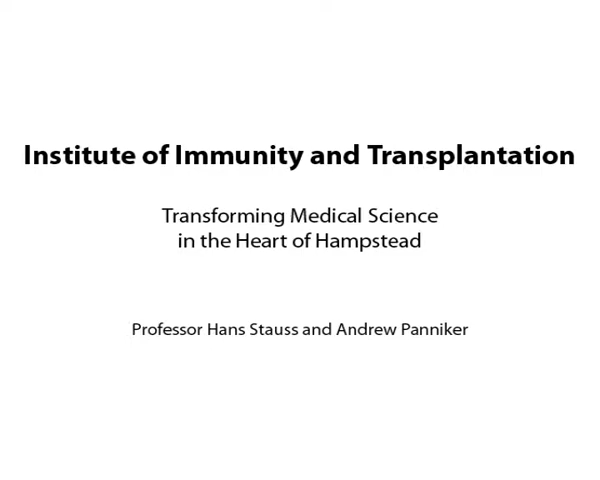 Institute of Immunity and Transplantation
Transforming Medical Science
in the Heart of Hampstead
Professor Hans Stauss and Andrew Panniker